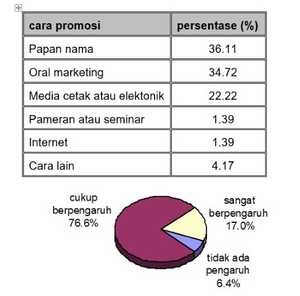 cara promosi persentase (%)
Papan nama 36.11
Oral marketing 34.72
Media cetak atau elektonik 22.22
Pameran atau seminar 1.39
Internet 1.39
Cara lain 4.17
cukup
berpengaruh
76.6%
sangat
berpengaruh
17.0%
tidak ada
pengaruh
6.4%